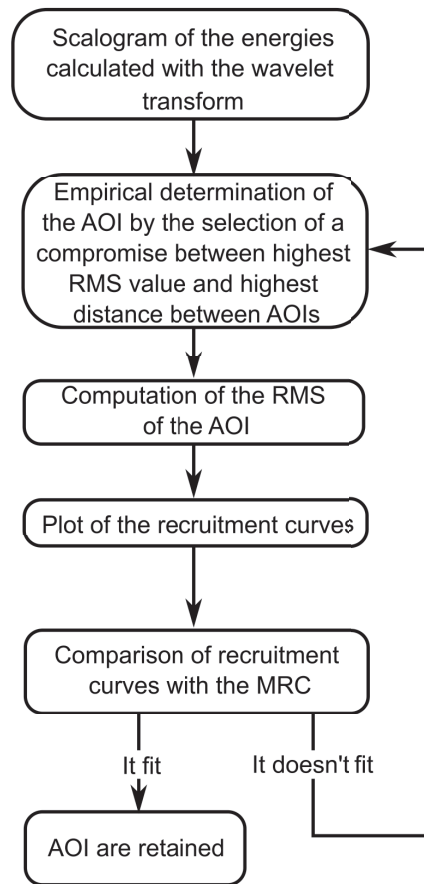 Scalogram of the energies
calculated with the wavelet
transform
Empirical determination of
the AOI by the selection of a
compromise between highest
RMS value and highest
distance between AOIs
Computation of the RMS
of the AOI
Plot of the recruitment curves
Comparison of recruitment
curves with the MRC
It fit
It doesn't fit
AOI are retained